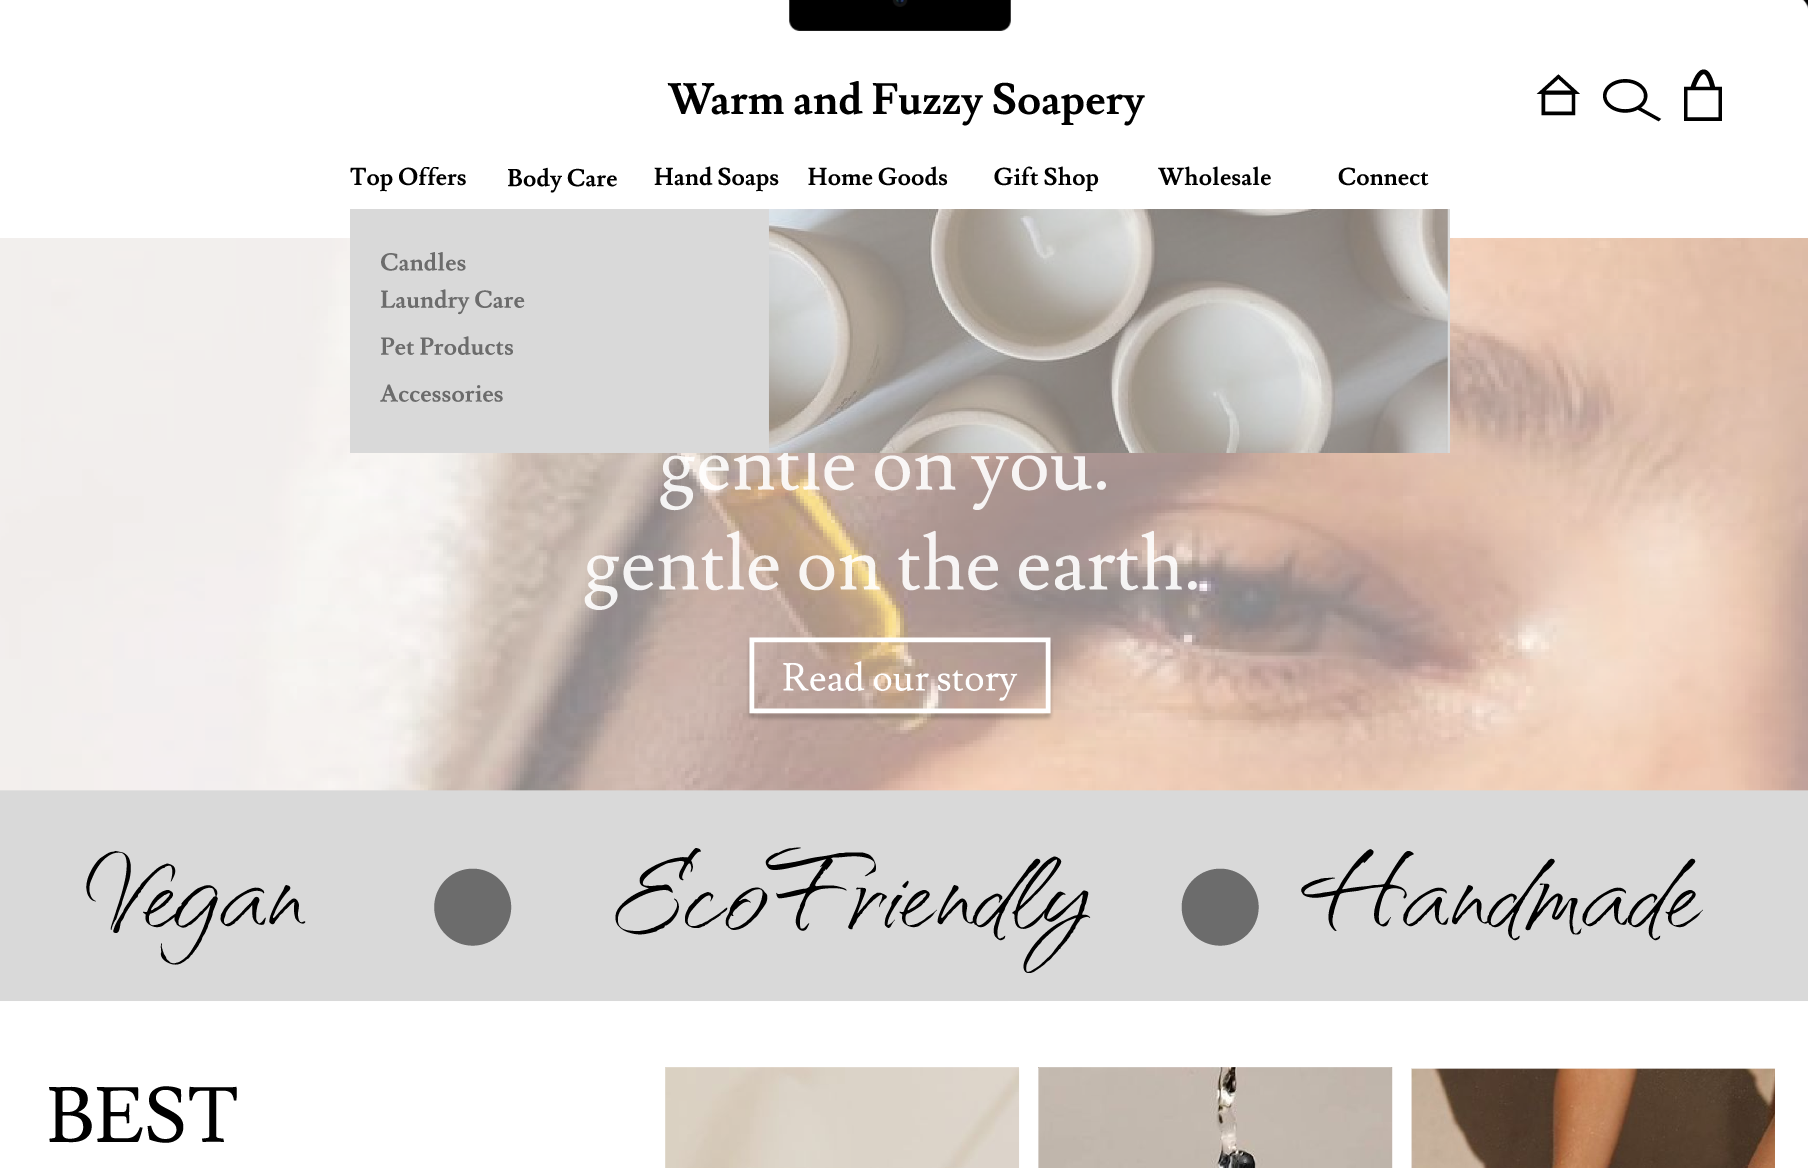 Warm and Fuzzy Soapery
Top Offers Body Care Hand Soaps Home Goods Gift Shop Wholesale Connect
Candles
Laundry Care
Pet Products
Accessories
gentle on you.
gentle on the earth.
Read our story
Vegan EcoFriendly Handmade
BEST